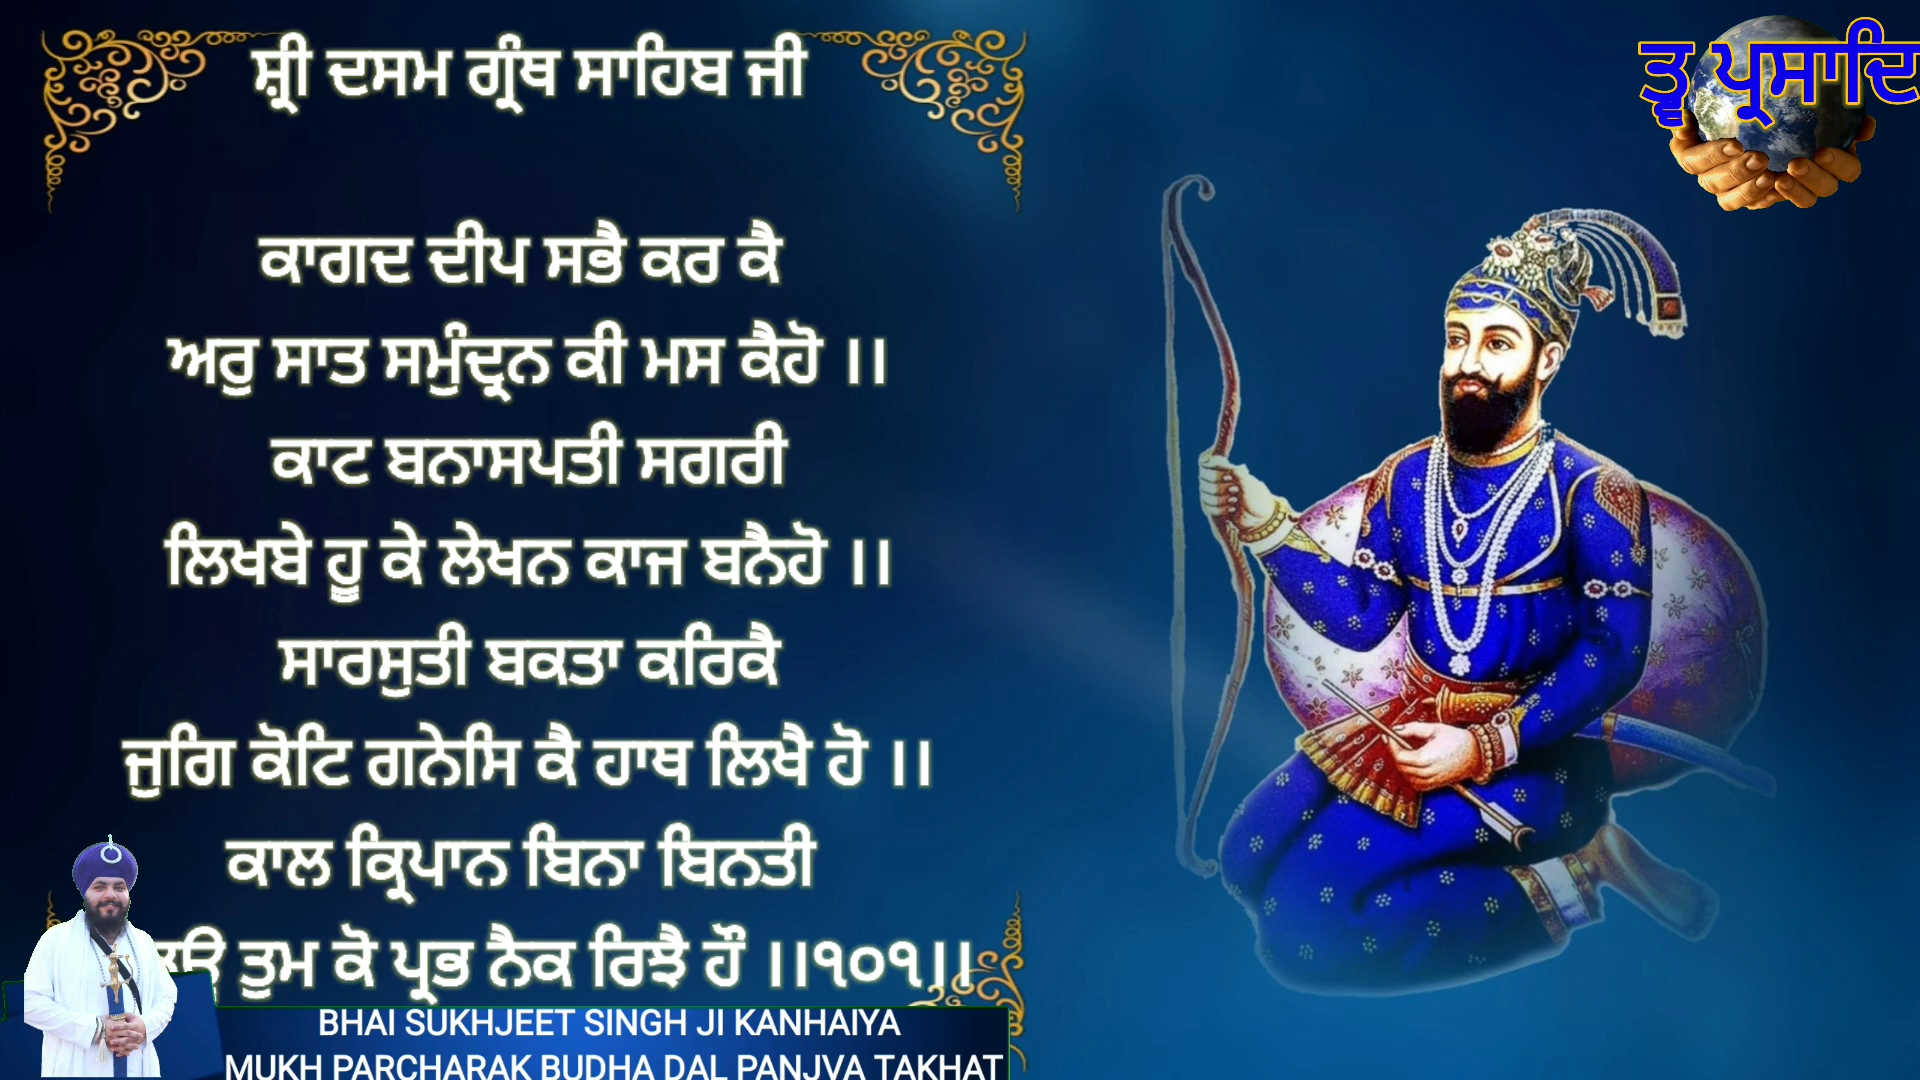 ਸ਼੍ਰੀ ਦਸਮ ਗ੍ਰੰਥ ਸਾਹਿਬ ਜੀ
ਤ੍ਵ ਪ੍ਰਸਾਦਿ
ਕਾਗਦ ਦੀਪ ਸਭੈ ਕਰ ਕੈ
ਅਰੁ ਸਾਤ ਸਮੁੰਦ੍ਰਨ ਕੀ ਮਸ ਕੈਹੋ ।।
ਕਾਟ ਬਨਾਸਪਤੀ ਸਗਰੀ
ਲਿਖਬੇ ਹੂ ਕੇ ਲੇਖਨ ਕਾਜ ਬਨੈਹੋ ।।
ਸਾਰਸੁਤੀ ਬਕਤਾ ਕਰਿਕੈ
ਜੁਗਿ ਕੋਟਿ ਗਨੇਸਿ ਕੈ ਹਾਥ ਲਿਖੈ ਹੋ ।।
ਕਾਲ ਕ੍ਰਿਪਾਨ ਬਿਨਾ ਬਿਨਤੀ
ਤੁਮ ਕੋ ਪ੍ਰਭ ਨੈਕ ਰਿਝੈ ਹੌ ।।੧੦੧।।
BHAI SUKHJEET SINGH JI KANHAIYA
MUKH PARCHARAK BUDHA DAL PANJVA TAKHAT